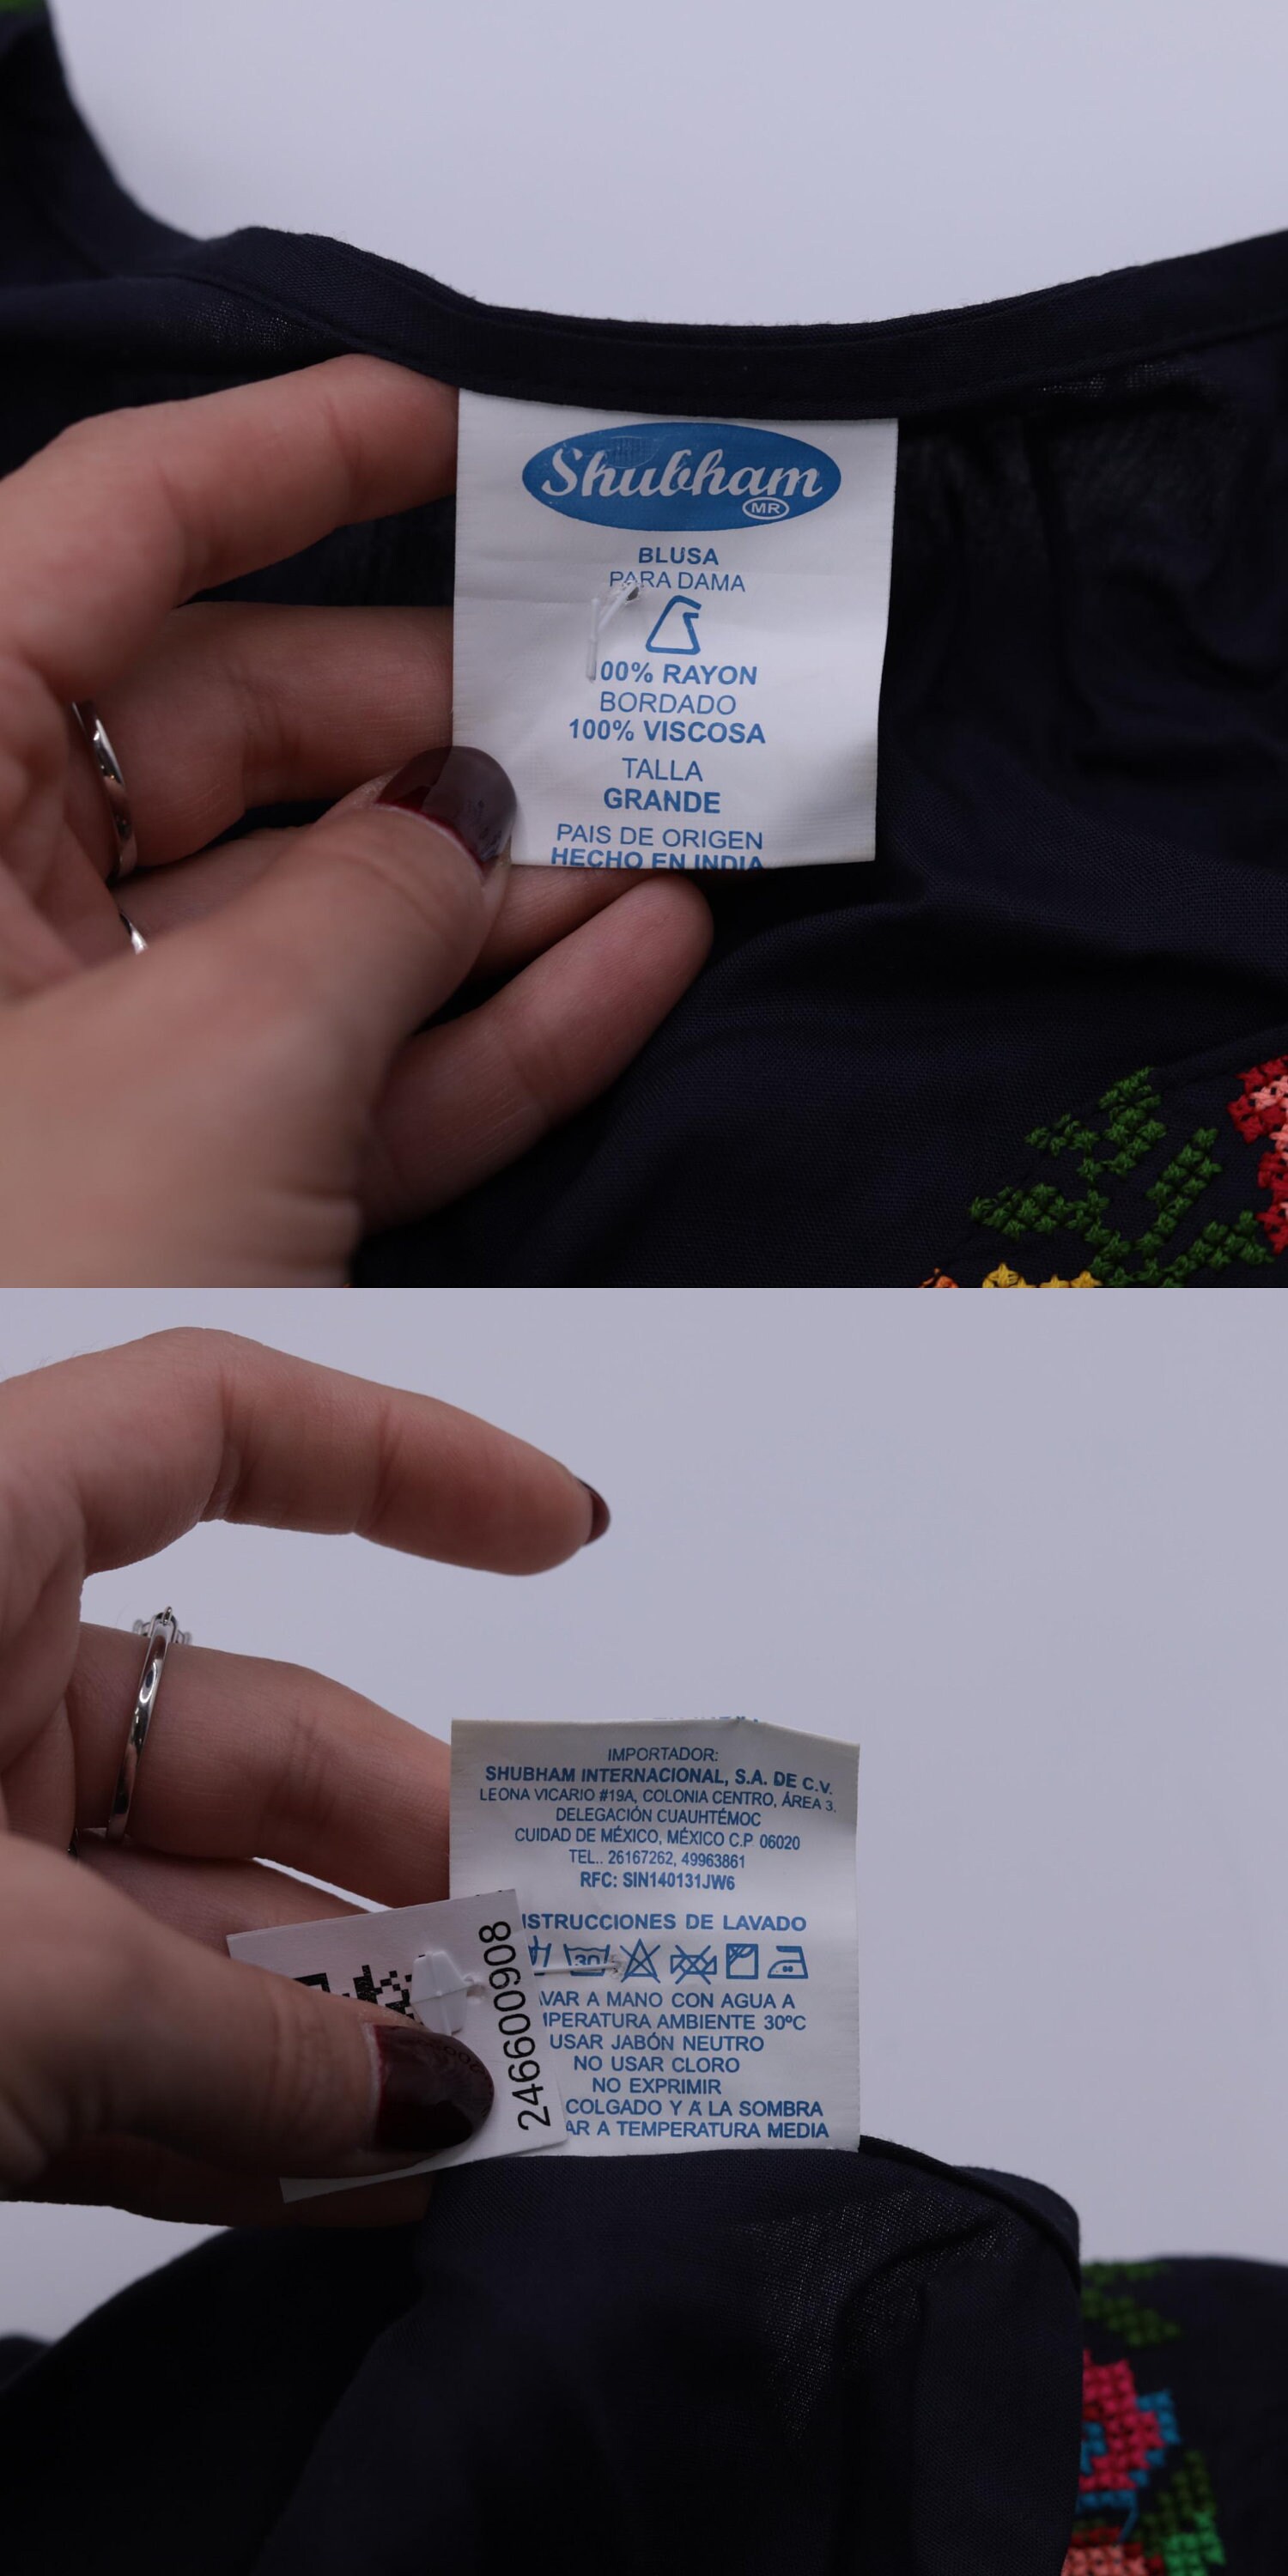 Shubham
MR
BLUSA
PARA DAMA
00% RAYON
BORDADO
100% VISCOSA
TALLA
GRANDE
PAIS DE ORIGEN
HECHO EN INDIA
IMPORTADOR:
SHUBHAM INTERNACIONAL, S.A. DE C.V.
LEONA VICARIO #19A, COLONIA CENTRO, ÁREA 3.
DELEGACIÓN CUAUHTÉMOC
CUIDAD DE MÉXICO, MÉXICO C.P. 06020
TEL.. 26167262, 49963861
RFC: SIN140131JW6
ISTRUCCIONES DE LAVADO
30
VAR A MANO CON AGUA A
MPERATURA AMBIENTE 30ºC
USAR JABÓN NEUTRO
NO USAR CLORO
NO EXPRIMIR
COLGADO Y A LA SOMBRA
AR A TEMPERATURA MEDIA
246600908